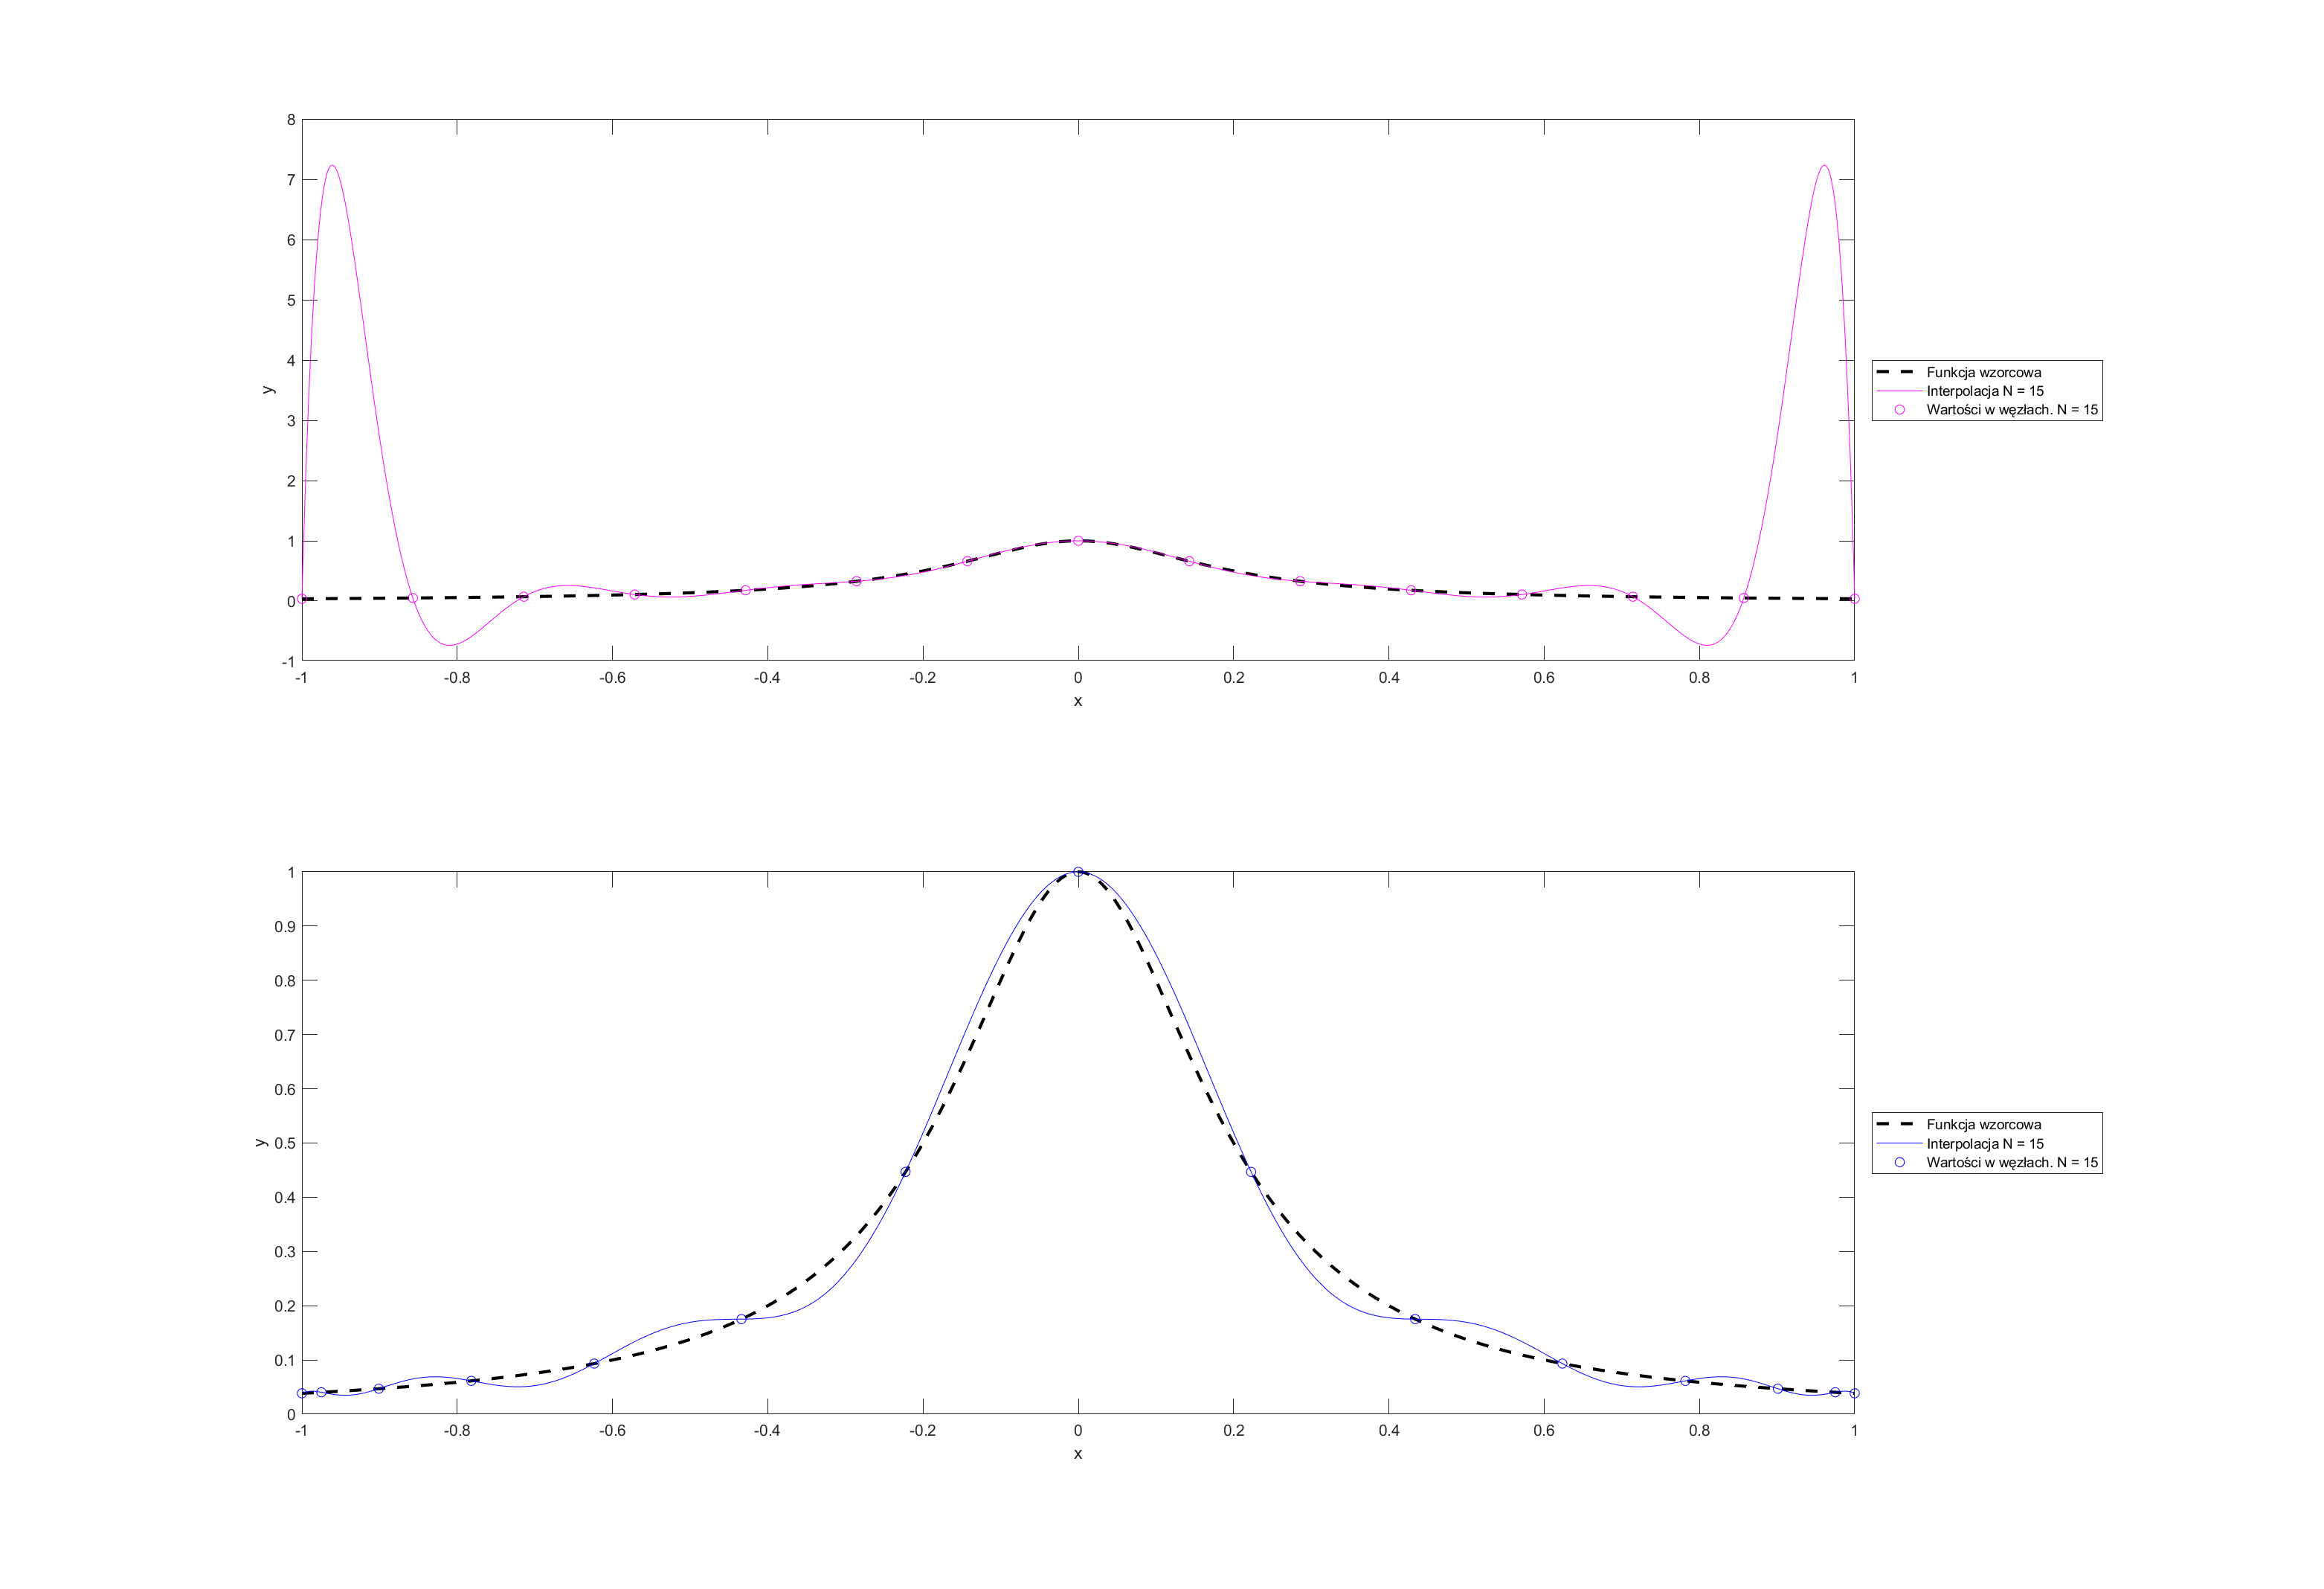 8
7
6
5
4
3
2
1
0
-1
y
-1 -0.8 -0.6 -0.4 -0.2 0 0.2 0.4 0.6 0.8 1
x
Funkcja wzorcowa
Interpolacja N = 15
Wartości w węzłach. N = 15
1
0.9
0.8
0.7
0.6
0.5
0.4
0.3
0.2
0.1
0
y
-1 -0.8 -0.6 -0.4 -0.2 0 0.2 0.4 0.6 0.8 1
x
Funkcja wzorcowa
Interpolacja N = 15
Wartości w węzłach. N = 15